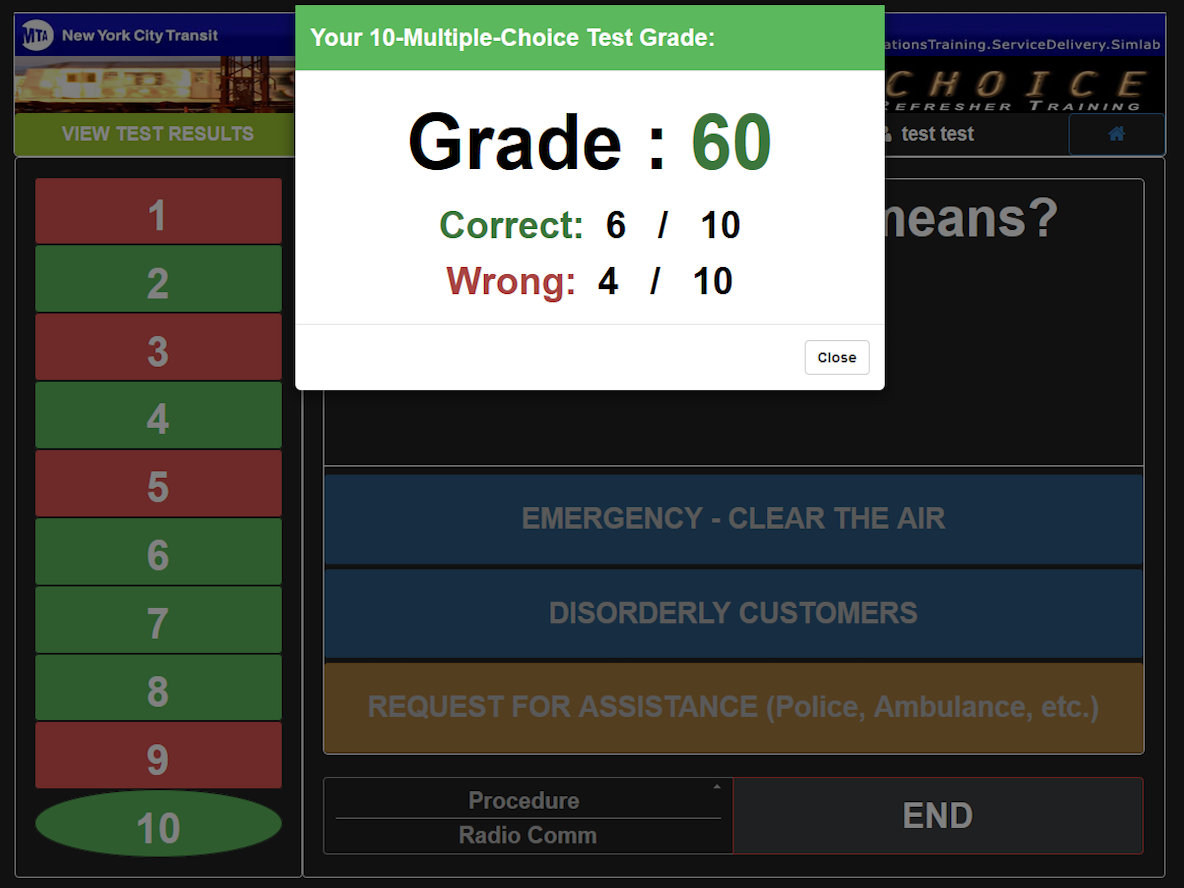 MTA New York City Transit
ationsTraining.ServiceDelivery.Simlab
CHOICE
REFRESHER TRAINING
VIEW TEST RESULTS
test test
Your 10-Multiple-Choice Test Grade:
Grade : 60
Correct: 6 / 10
Wrong: 4 / 10
Close
means?
1
2
3
4
5
6
7
8
9
10
EMERGENCY - CLEAR THE AIR
DISORDERLY CUSTOMERS
REQUEST FOR ASSISTANCE (Police, Ambulance, etc.)
Procedure
Radio Comm
END